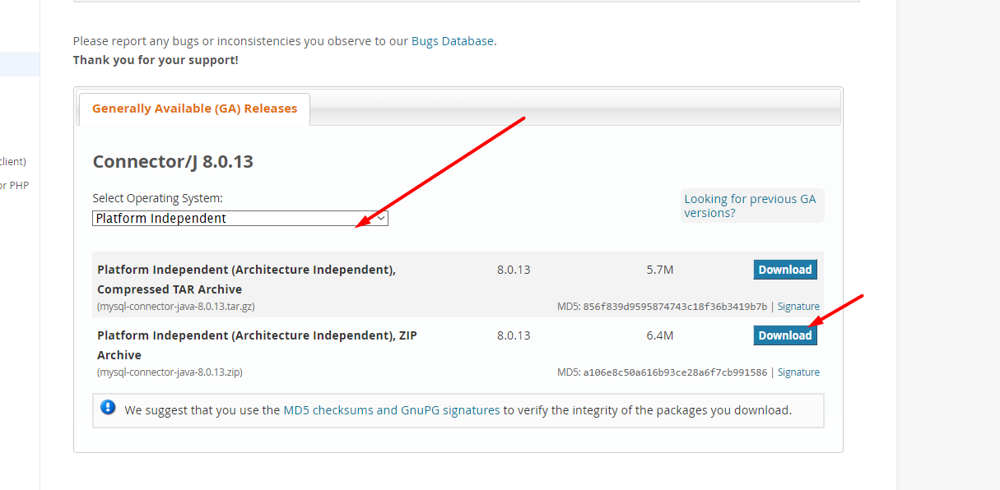 Please report any bugs or inconsistencies you observe to our Bugs Database.
Thank you for your support!
Generally Available (GA) Releases
client)
or PHP
Connector/J 8.0.13
Select Operating System:
Platform Independent
Looking for previous GA
versions?
Platform Independent (Architecture Independent),
Compressed TAR Archive
8.0.13
5.7M
Download
(mysql-connector-java-8.0.13.tar.gz)
MD5: 856f839d9595874743c18f36b3419b7b | Signature
Platform Independent (Architecture Independent), ZIP
Archive
8.0.13
6.4M
Download
(mysql-connector-java-8.0.13.zip)
MD5: a106e8c50a616b93ce28a6f7cb991586 | Signature
We suggest that you use the MD5 checksums and GnuPG signatures to verify the integrity of the packages you download.